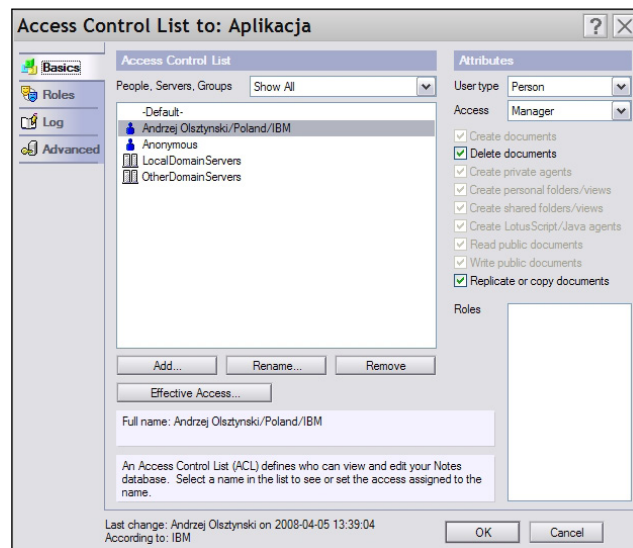 Access Control List to: Aplikacja
Basics
Roles
Log
Advanced
Access Control List
People, Servers, Groups Show All
-Default-
Andrzej Olsztynski/Poland/IBM
Anonymous
LocalDomainServers
OtherDomainServers
Add... Rename... Remove
Effective Access...
Full name: Andrzej Olsztynski/Poland/IBM
An Access Control List (ACL) defines who can view and edit your Notes
database. Select a name in the list to see or set the access assigned to the
name.
Attributes
User type Person
Access Manager
Create documents
Delete documents
Create private agents
Create personal folders/views
Create shared folders/views
Create LotusScript/Java agents
Read public documents
Write public documents
Replicate or copy documents
Roles
Last change: Andrzej Olsztynski on 2008-04-05 13:39:04
According to: IBM
OK Cancel